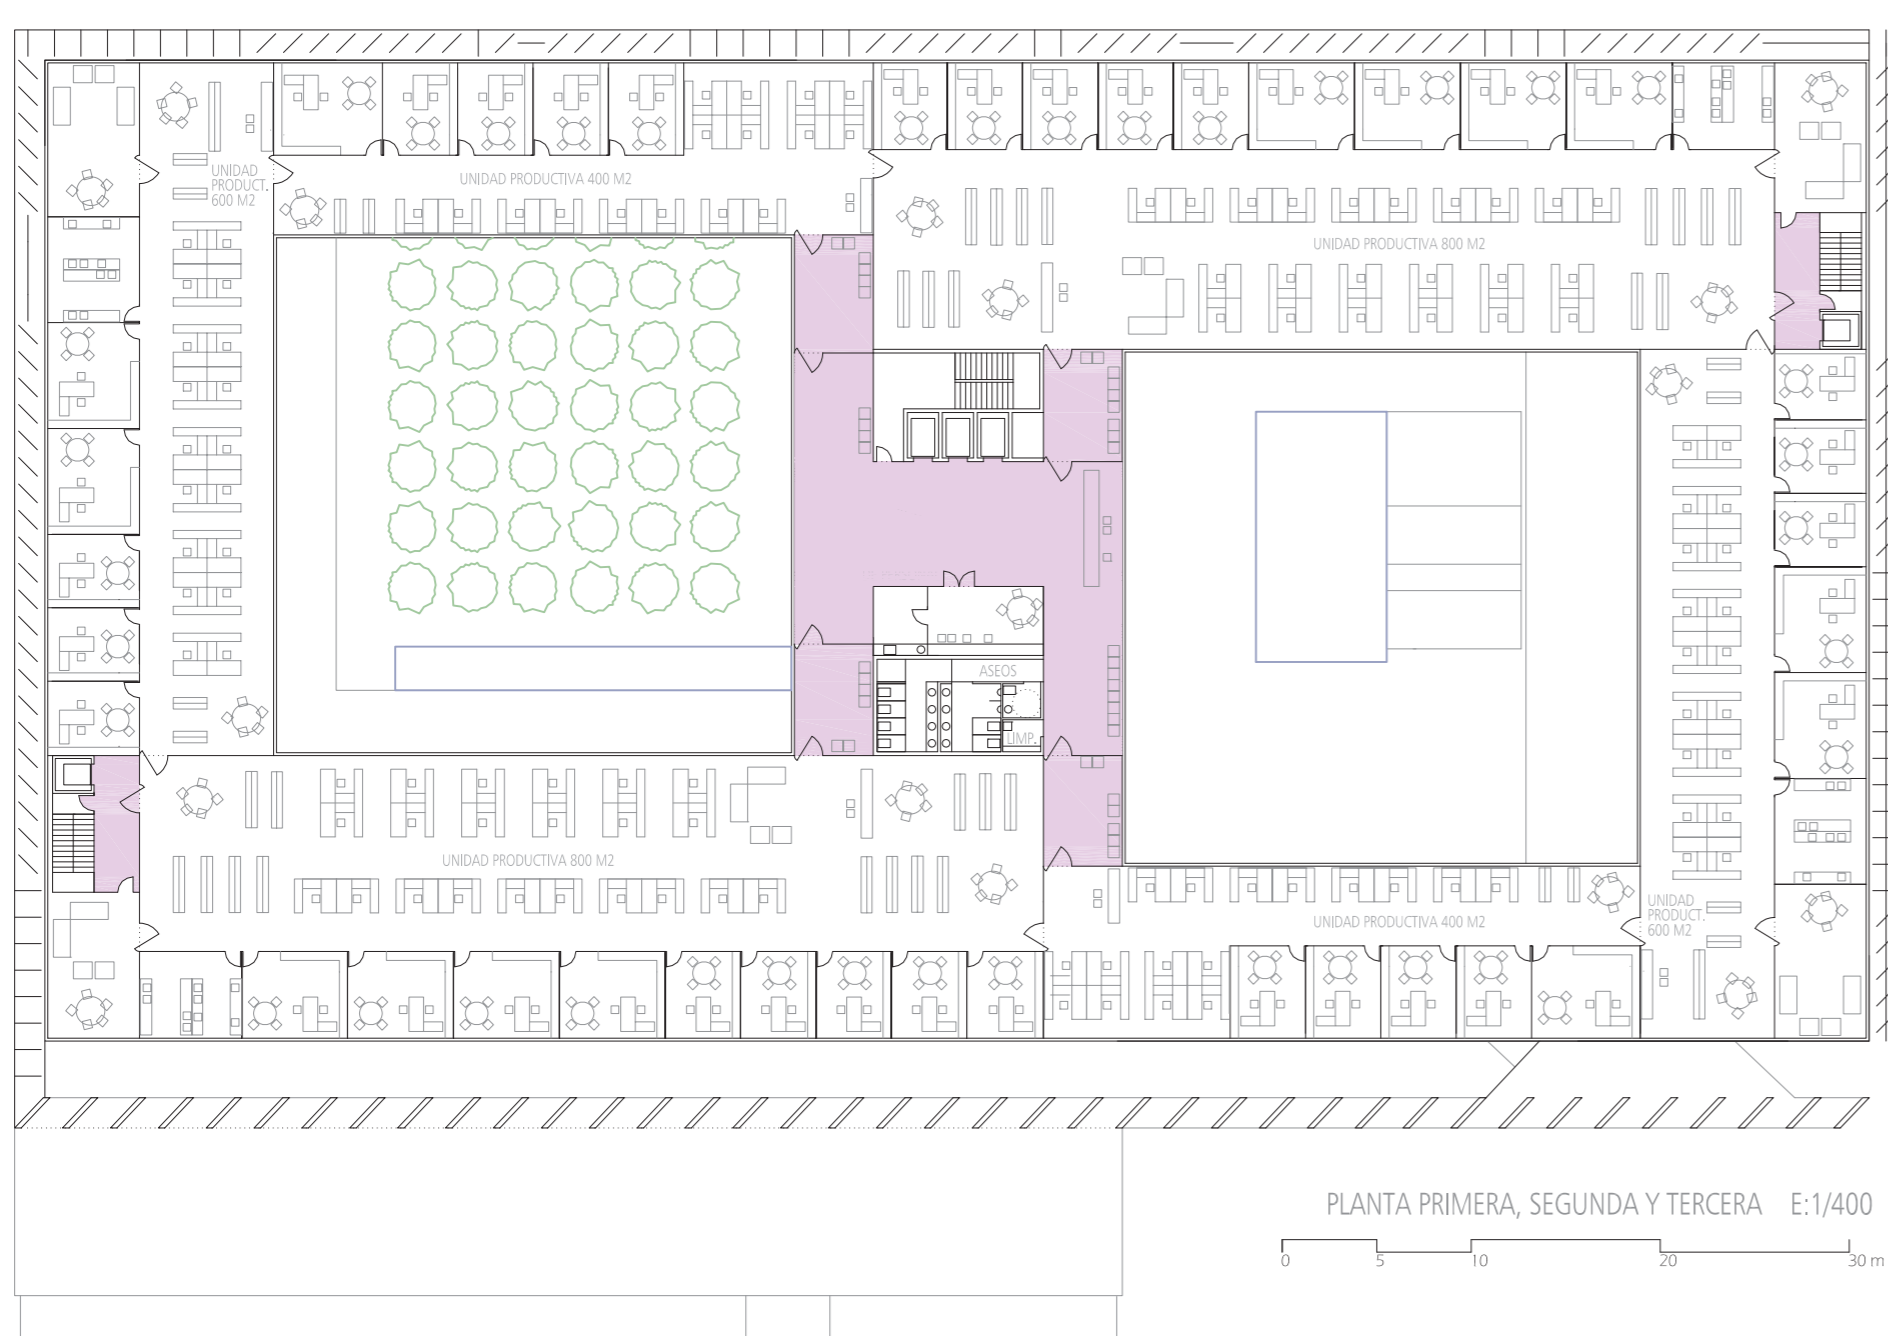 UNIDAD
PRODUCT.
600 M2
UNIDAD PRODUCTIVA 400 M2
UNIDAD PRODUCTIVA 800 M2
ASEOS
LIMP.
UNIDAD PRODUCTIVA 800 M2
UNIDAD PRODUCTIVA 400 M2
UNIDAD
PRODUCT.
600 M2
PLANTA PRIMERA, SEGUNDA Y TERCERA E:1/400
0 5 10 20 30 m